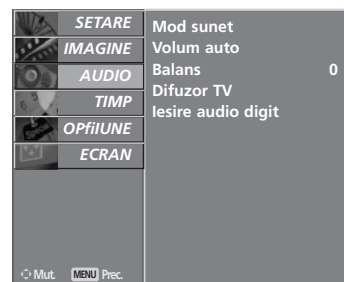 SETARE
IMAGINE
AUDIO
TIMP
OPfiIUNE
ECRAN
Mod sunet
Volum auto
Balans 0
Difuzor TV
Iesire audio digit
Mut. MENU Prec.